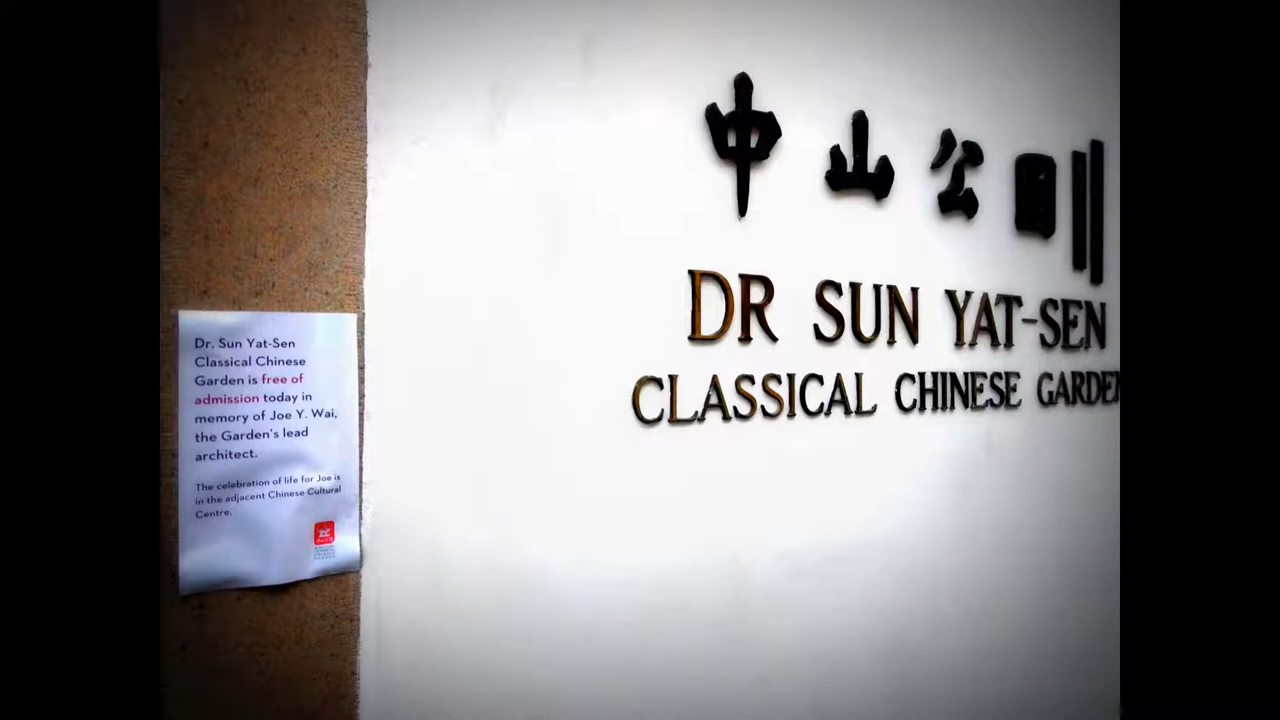 Dr. Sun Yat-Sen
Classical Chinese
Garden is free of
admission today in
memory of Joe Y. Wai,
the Garden's lead
architect.
The celebration of life for Joe is
in the adjacent Chinese Cultural
Centre.
中山公
DR SUN YAT-SEN
CLASSICAL CHINESE GARDEN